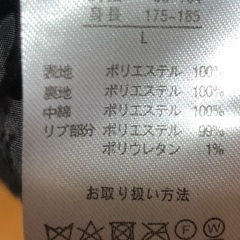 身長 175-185
L
表地 ポリエステル 100%
裏地 ポリエステル 100%
中綿 ポリエステル 100%
リブ部分 ポリエステル 99%
ポリウレタン 1%
お取り扱い方法